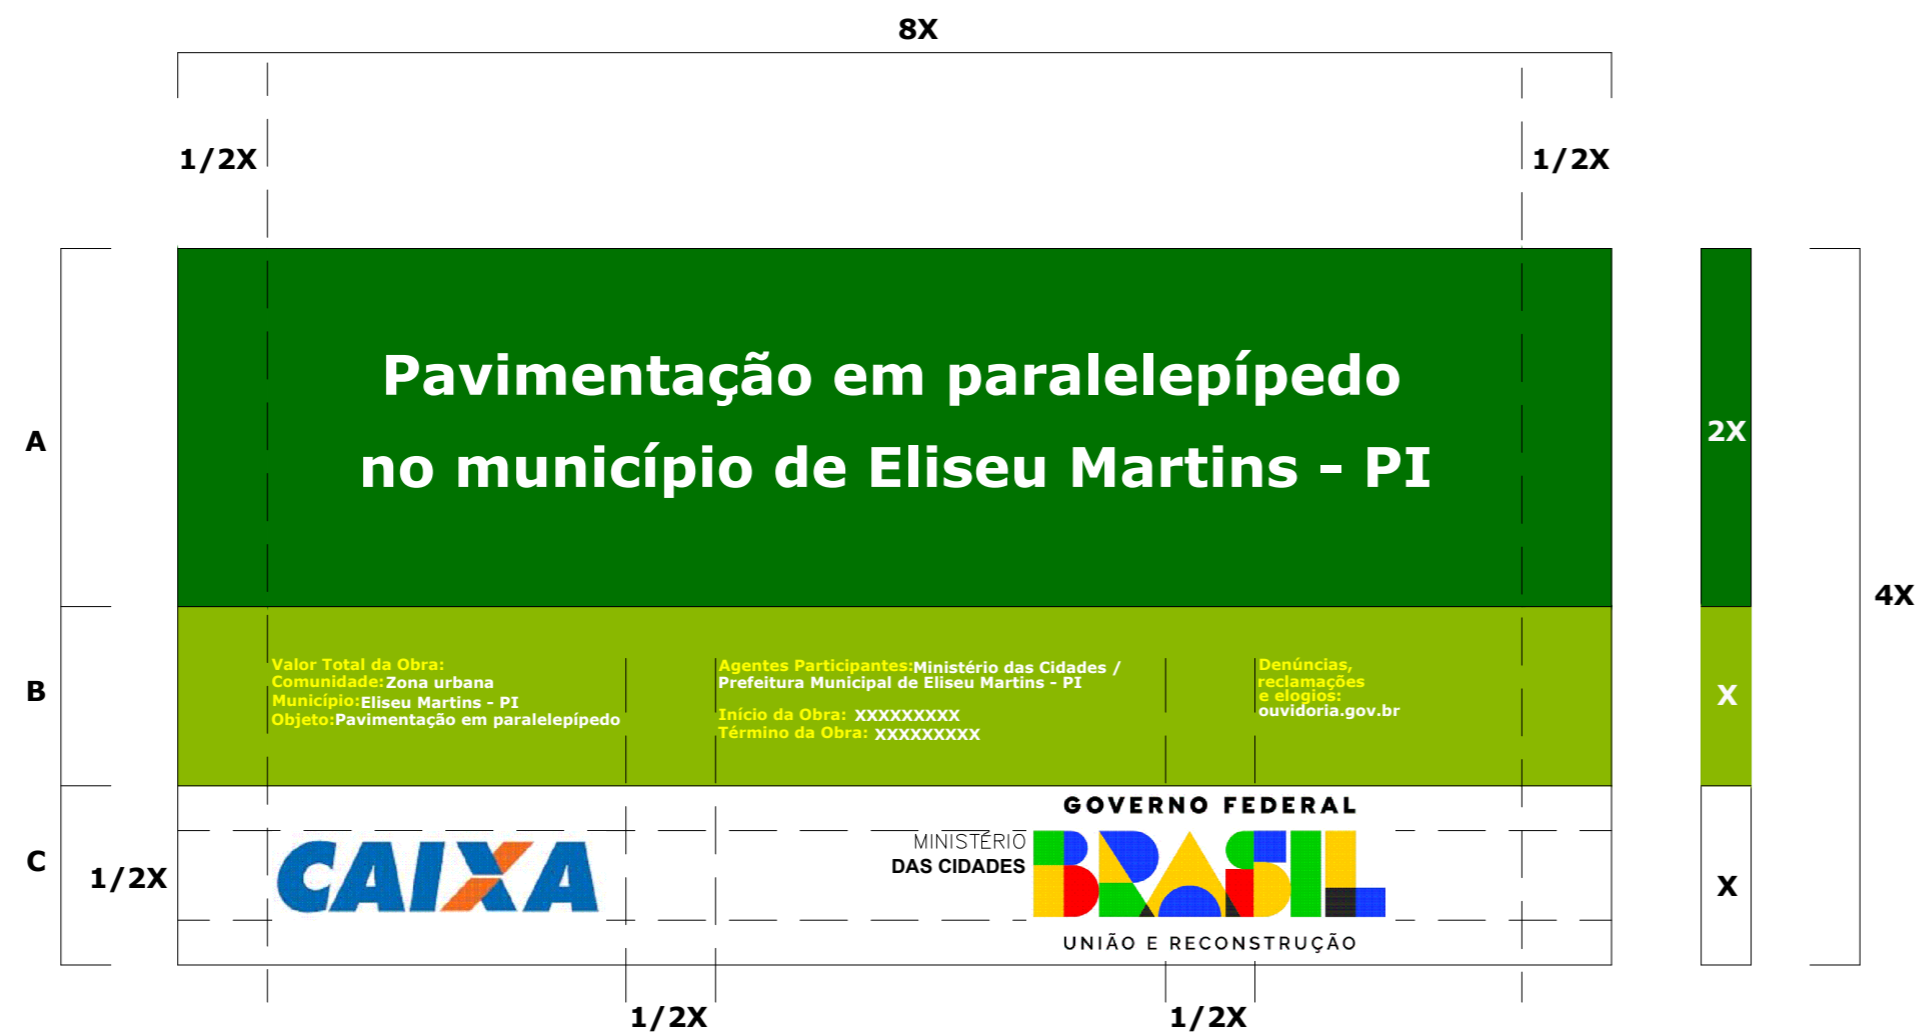 8X
1/2X
1/2X
Pavimentação em paralelepípedo
no município de Eliseu Martins - PI
A
2X
4X
Valor Total da Obra:
Comunidade:Zona urbana
Município:Eliseu Martins - PI
Objeto:Pavimentação em paralelepípedo
Agentes Participantes:Ministério das Cidades /
Prefeitura Municipal de Eliseu Martins - PI
Início da Obra: XXXXXXXXX
Término da Obra: XXXXXXXXX
Denúncias,
reclamações
e elogios:
ouvidoria.gov.br
B
X
C
1/2X
CAIXA
MINISTÉRIO
DAS CIDADES
GOVERNO FEDERAL
BRASIL
UNIÃO E RECONSTRUÇÃO
X
1/2X
1/2X